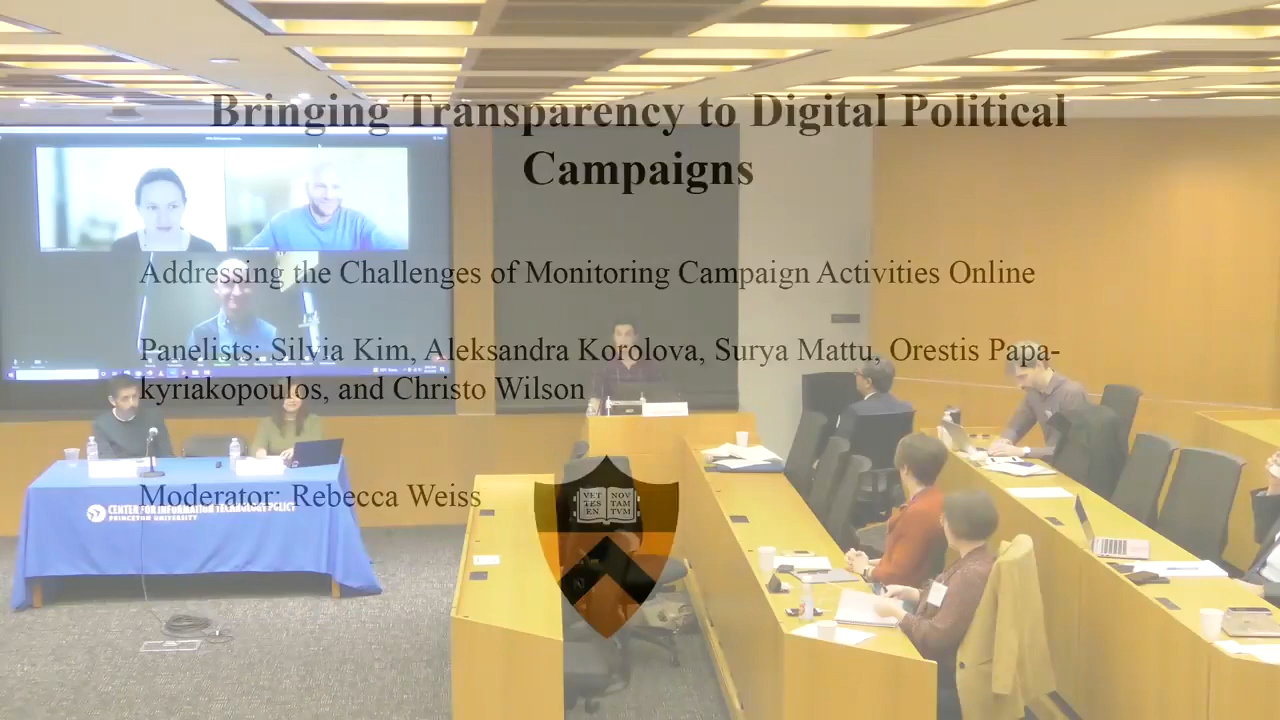 Bringing Transparency to Digital Political
Campaigns
Addressing the Challenges of Monitoring Campaign Activities Online
Panelists: Silvia Kim, Aleksandra Korolova, Surya Mattu, Orestis Papa-
kyriakopoulos, and Christo Wilson
Moderator: Rebecca Weiss
CENTER FOR INFORMATION TECHNOLOGY POLICY
PRINCETON UNIVERSITY
VET NOV
TES TAM
EN TVM